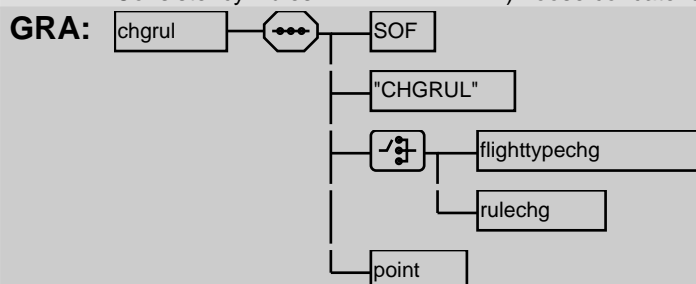 GRA: chgrul SOF
"CHGRUL"
flighttypechg
rulechg
point